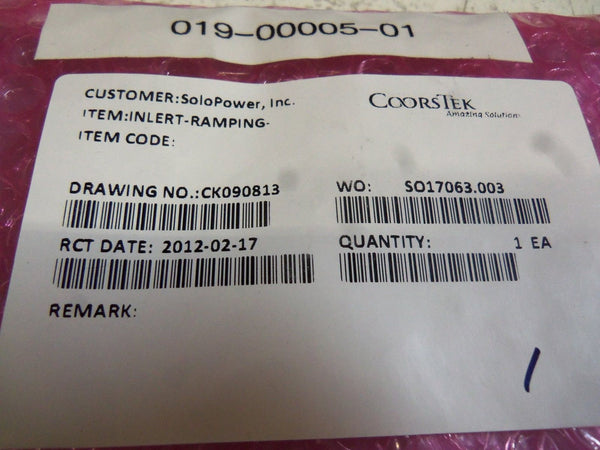 019-00005-01
CUSTOMER:SoloPower, Inc.
COORSTEK
Amazing Solutions
ITEM:INLERT-RAMPING-
ITEM CODE:
DRAWING NO.:CK090813
WO: SO17063.003
RCT DATE: 2012-02-17
QUANTITY: 1 EA
REMARK:
/